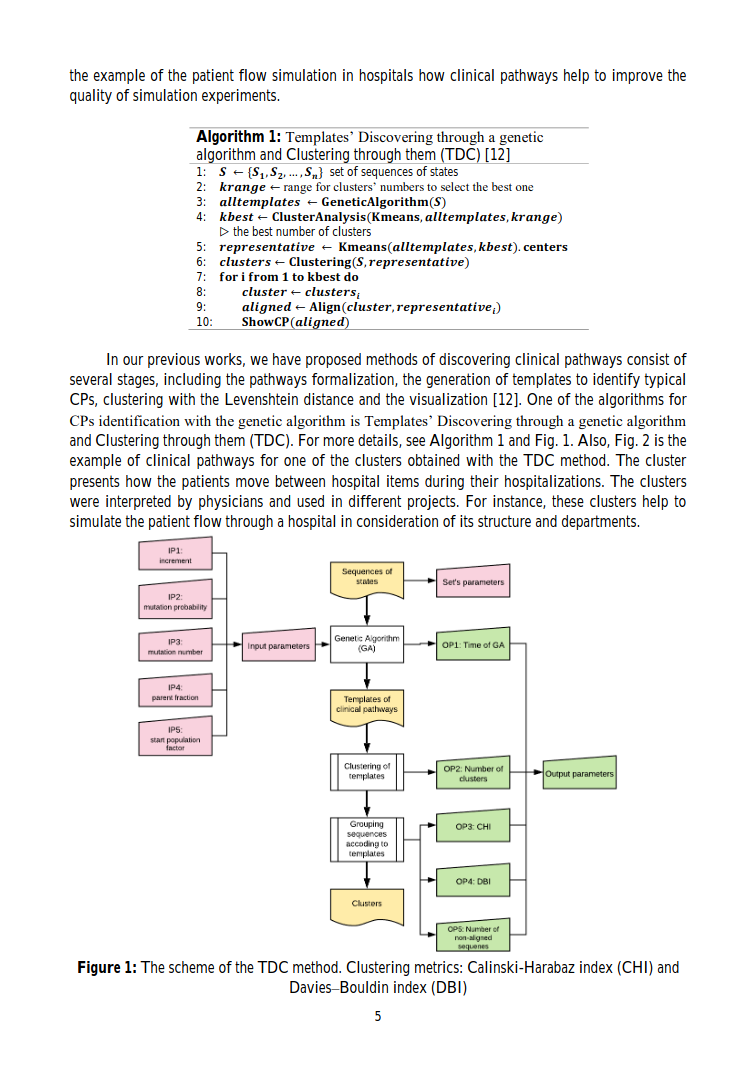 the example of the patient flow simulation in hospitals how clinical pathways help to improve the
quality of simulation experiments.
Algorithm 1: Templates' Discovering through a genetic
algorithm and Clustering through them (TDC) [12]
1: S ← {S₁, S₂, ..., Sₙ} set of sequences of states
2: krange ← range for clusters' numbers to select the best one
3: alltemplates ← GeneticAlgorithm(S)
4: kbest ← ClusterAnalysis(Kmeans, alltemplates, krange)
▷ the best number of clusters
5: representative ← Kmeans(alltemplates, kbest). centers
6: clusters ← Clustering(S, representative)
7: for i from 1 to kbest do
8: cluster ← clustersᵢ
9: aligned ← Align(cluster, representativeᵢ)
10: ShowCP(aligned)
In our previous works, we have proposed methods of discovering clinical pathways consist of
several stages, including the pathways formalization, the generation of templates to identify typical
CPs, clustering with the Levenshtein distance and the visualization [12]. One of the algorithms for
CPs identification with the genetic algorithm is Templates' Discovering through a genetic algorithm
and Clustering through them (TDC). For more details, see Algorithm 1 and Fig. 1. Also, Fig. 2 is the
example of clinical pathways for one of the clusters obtained with the TDC method. The cluster
presents how the patients move between hospital items during their hospitalizations. The clusters
were interpreted by physicians and used in different projects. For instance, these clusters help to
simulate the patient flow through a hospital in consideration of its structure and departments.
IP1:
increment
IP2:
mutation probability
IP3:
mutation number
IP4:
parent fraction
IP5:
start population
factor
Input parameters
Sequences of
states
Set's parameters
Genetic Algorithm
(GA)
OP1: Time of GA
Templates of
clinical pathways
Clustering of
templates
OP2: Number of
clusters
Output parameters
Grouping
sequences
accoding to
templates
OP3: CHI
OP4: DBI
Clusters
OP5: Number of
non-aligned
sequenes
Figure 1: The scheme of the TDC method. Clustering metrics: Calinski-Harabaz index (CHI) and
Davies–Bouldin index (DBI)
5